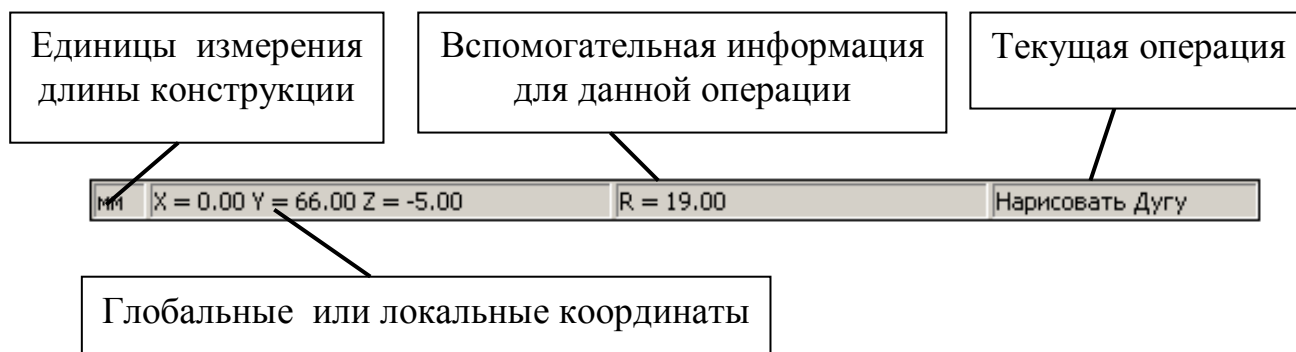 Единицы измерения
длины конструкции
Вспомогательная информация
для данной операции
Текущая операция
мм X = 0.00 Y = 66.00 Z = -5.00 R = 19.00 Нарисовать Дугу
Глобальные или локальные координаты